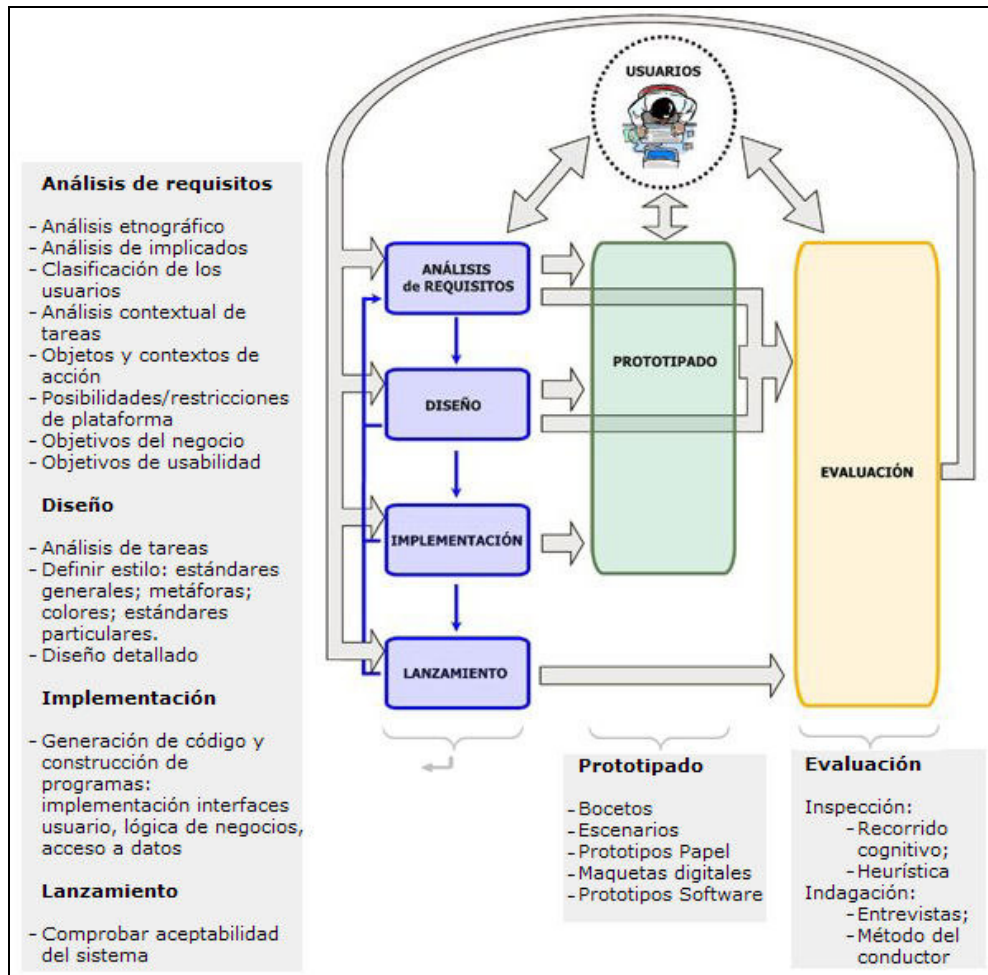 USUARIOS
Análisis de requisitos
- Análisis etnográfico
- Análisis de implicados
- Clasificación de los
usuarios
- Análisis contextual de
tareas
- Objetos y contextos de
acción
- Posibilidades/restricciones
de plataforma
- Objetivos del negocio
- Objetivos de usabilidad
Diseño
- Análisis de tareas
- Definir estilo: estándares
generales; metáforas;
colores; estándares
particulares.
- Diseño detallado
Implementación
- Generación de código y
construcción de
programas:
implementación interfaces
usuario, lógica de negocios,
acceso a datos
Lanzamiento
- Comprobar aceptabilidad
del sistema
ANÁLISIS
de REQUISITOS
DISEÑO
IMPLEMENTACIÓN
LANZAMIENTO
PROTOTIPADO
EVALUACIÓN
Prototipado
- Bocetos
- Escenarios
- Prototipos Papel
- Maquetas digitales
- Prototipos Software
Evaluación
Inspección:
- Recorrido
cognitivo;
- Heurística
Indagación:
- Entrevistas;
- Método del
conductor